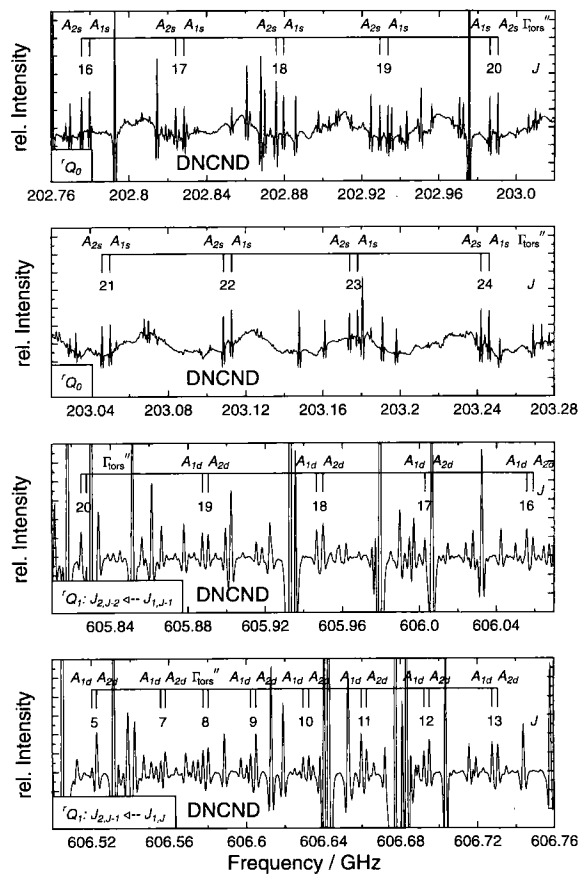 A2s A1s A2s A1s A2s A1s A2s A1s A1s A2s Γtors''
16 17 18 19 20 J
rel. Intensity
rQ0
DNCND
202.76 202.8 202.84 202.88 202.92 202.96 203.0
A2s A1s A2s A1s A2s A1s A2s A1s Γtors''
21 22 23 24 J
rel. Intensity
rQ0
DNCND
203.04 203.08 203.12 203.16 203.2 203.24 203.28
Γtors'' A1d A2d A1d A2d A1d A2d A1d A2d
20 19 18 17 16 J
rel. Intensity
rQ1: J2,J-2 <-- J1,J-1
DNCND
605.84 605.88 605.92 605.96 606.0 606.04
A1d A2d A1d A2d Γtors'' A1d A2d A1d A2d A1d A2d A1d A2d A1d A2d
5 7 8 9 10 11 12 13 J
rel. Intensity
rQ1: J2,J-1 <-- J1,J
DNCND
606.52 606.56 606.6 606.64 606.68 606.72 606.76
Frequency / GHz